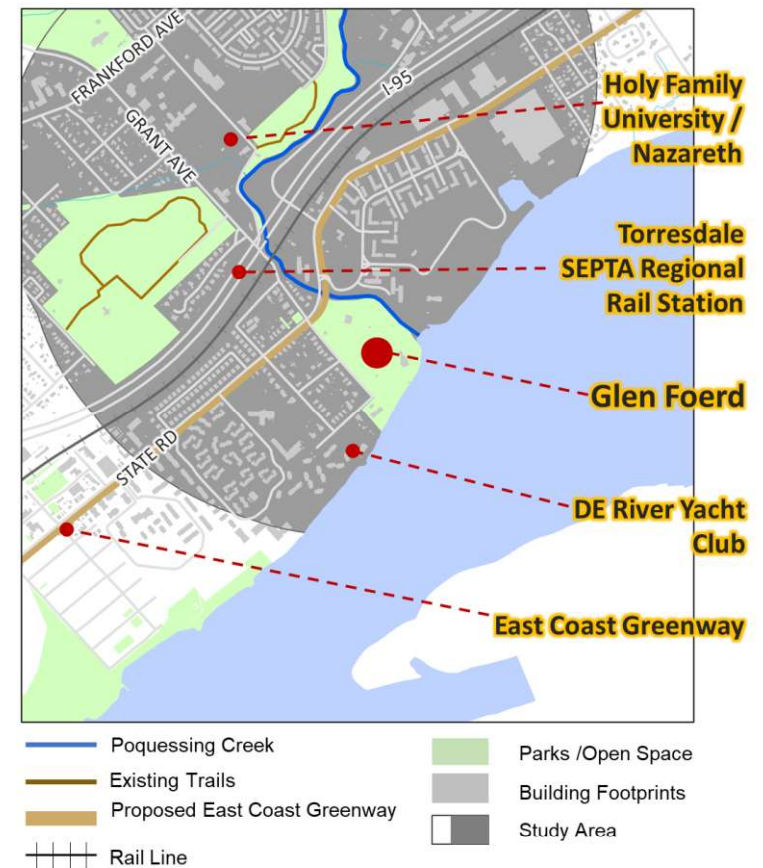 FRANKFORD AVE
GRANT AVE
I-95
STATE RD
Holy Family
University /
Nazareth
Torresdale
SEPTA Regional
Rail Station
Glen Foerd
DE River Yacht
Club
East Coast Greenway
Poquessing Creek
Existing Trails
Proposed East Coast Greenway
Rail Line
Parks /Open Space
Building Footprints
Study Area